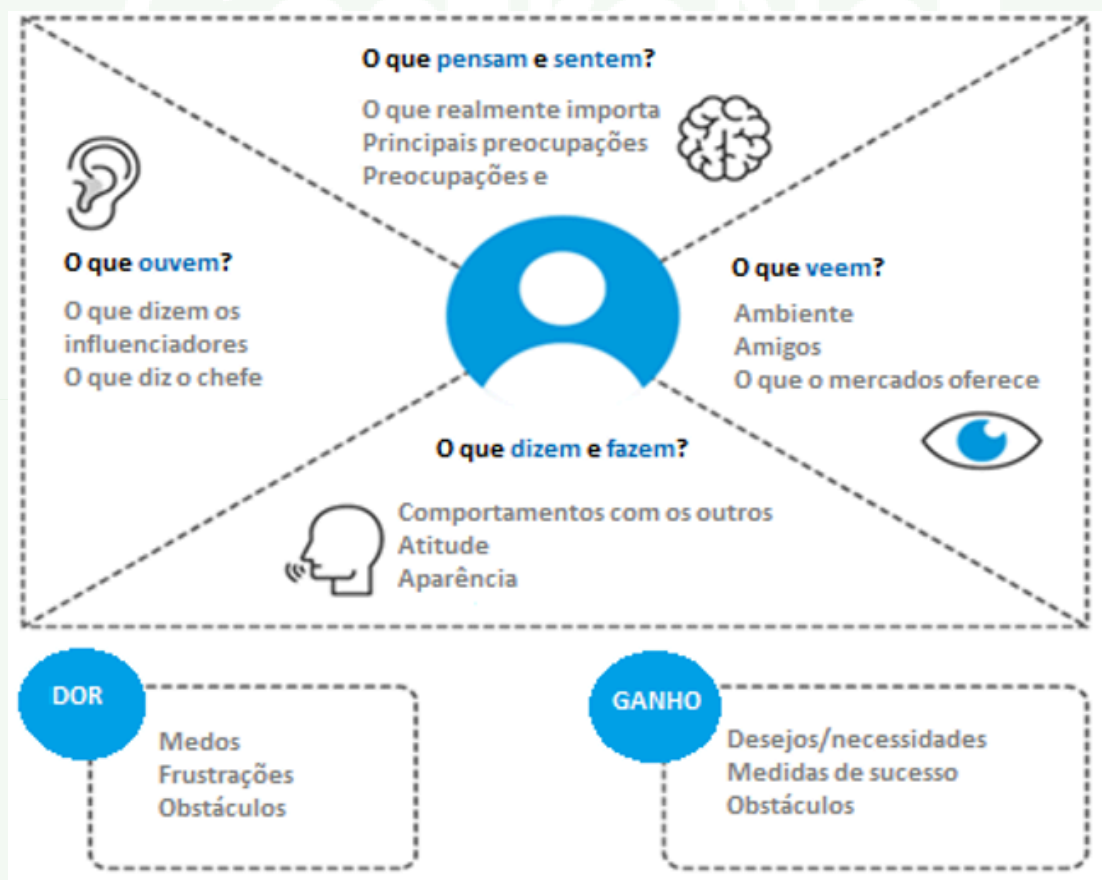 O que pensam e sentem?
O que realmente importa
Principais preocupações
Preocupações e
O que ouvem?
O que dizem os
influenciadores
O que diz o chefe
O que veem?
Ambiente
Amigos
O que o mercados oferece
O que dizem e fazem?
Comportamentos com os outros
Atitude
Aparência
DOR
Medos
Frustrações
Obstáculos
GANHO
Desejos/necessidades
Medidas de sucesso
Obstáculos